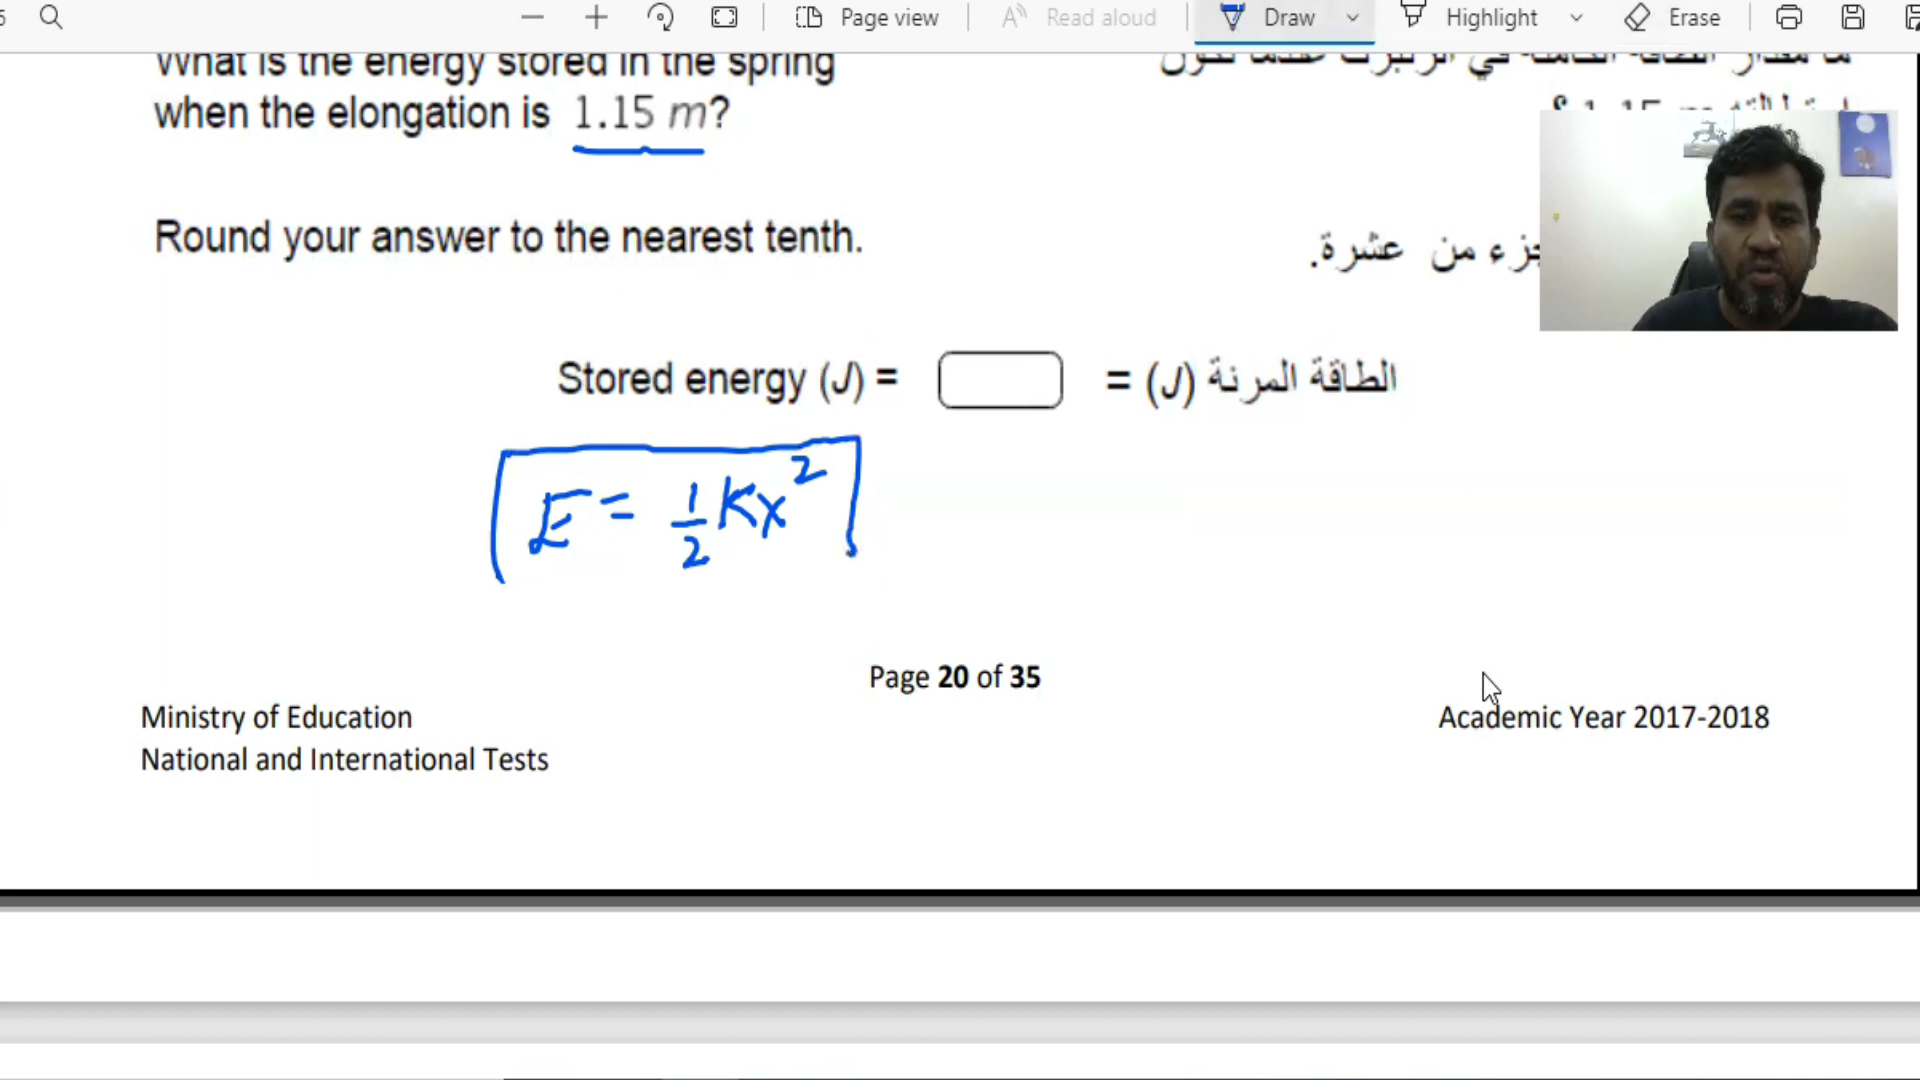 Page view
Read aloud
Draw
Highlight
Erase
What is the energy stored in the spring
when the elongation is 1.15 m?
Round your answer to the nearest tenth.
جزء من عشرة.
Stored energy (J) = = (J) الطاقة المرنة
E = 1/2 Kx²
Page 20 of 35
Ministry of Education
Academic Year 2017-2018
National and International Tests